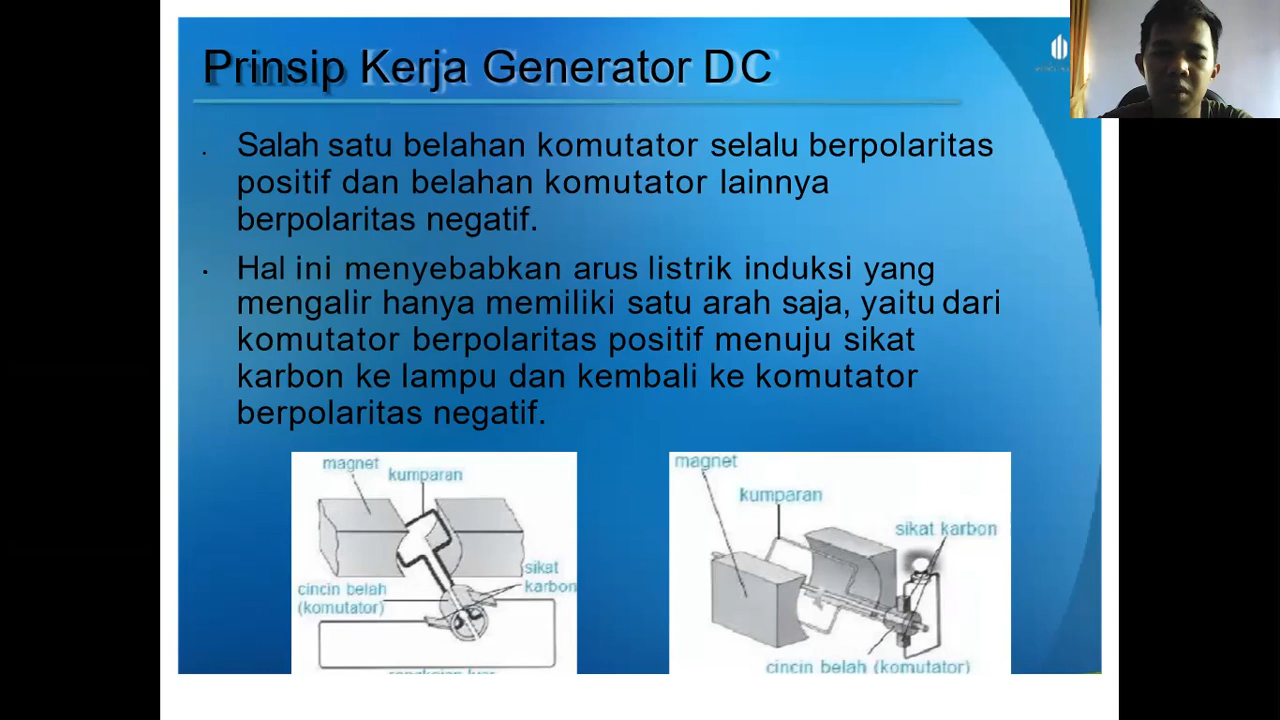 Prinsip Kerja Generator DC
Salah satu belahan komutator selalu berpolaritas
positif dan belahan komutator lainnya
berpolaritas negatif.
Hal ini menyebabkan arus listrik induksi yang
mengalir hanya memiliki satu arah saja, yaitu dari
komutator berpolaritas positif menuju sikat
karbon ke lampu dan kembali ke komutator
berpolaritas negatif.
magnet
kumparan
sikat
karbon
cincin belah
(komutator)
magnet
kumparan
sikat karbon
cincin belah (komutator)